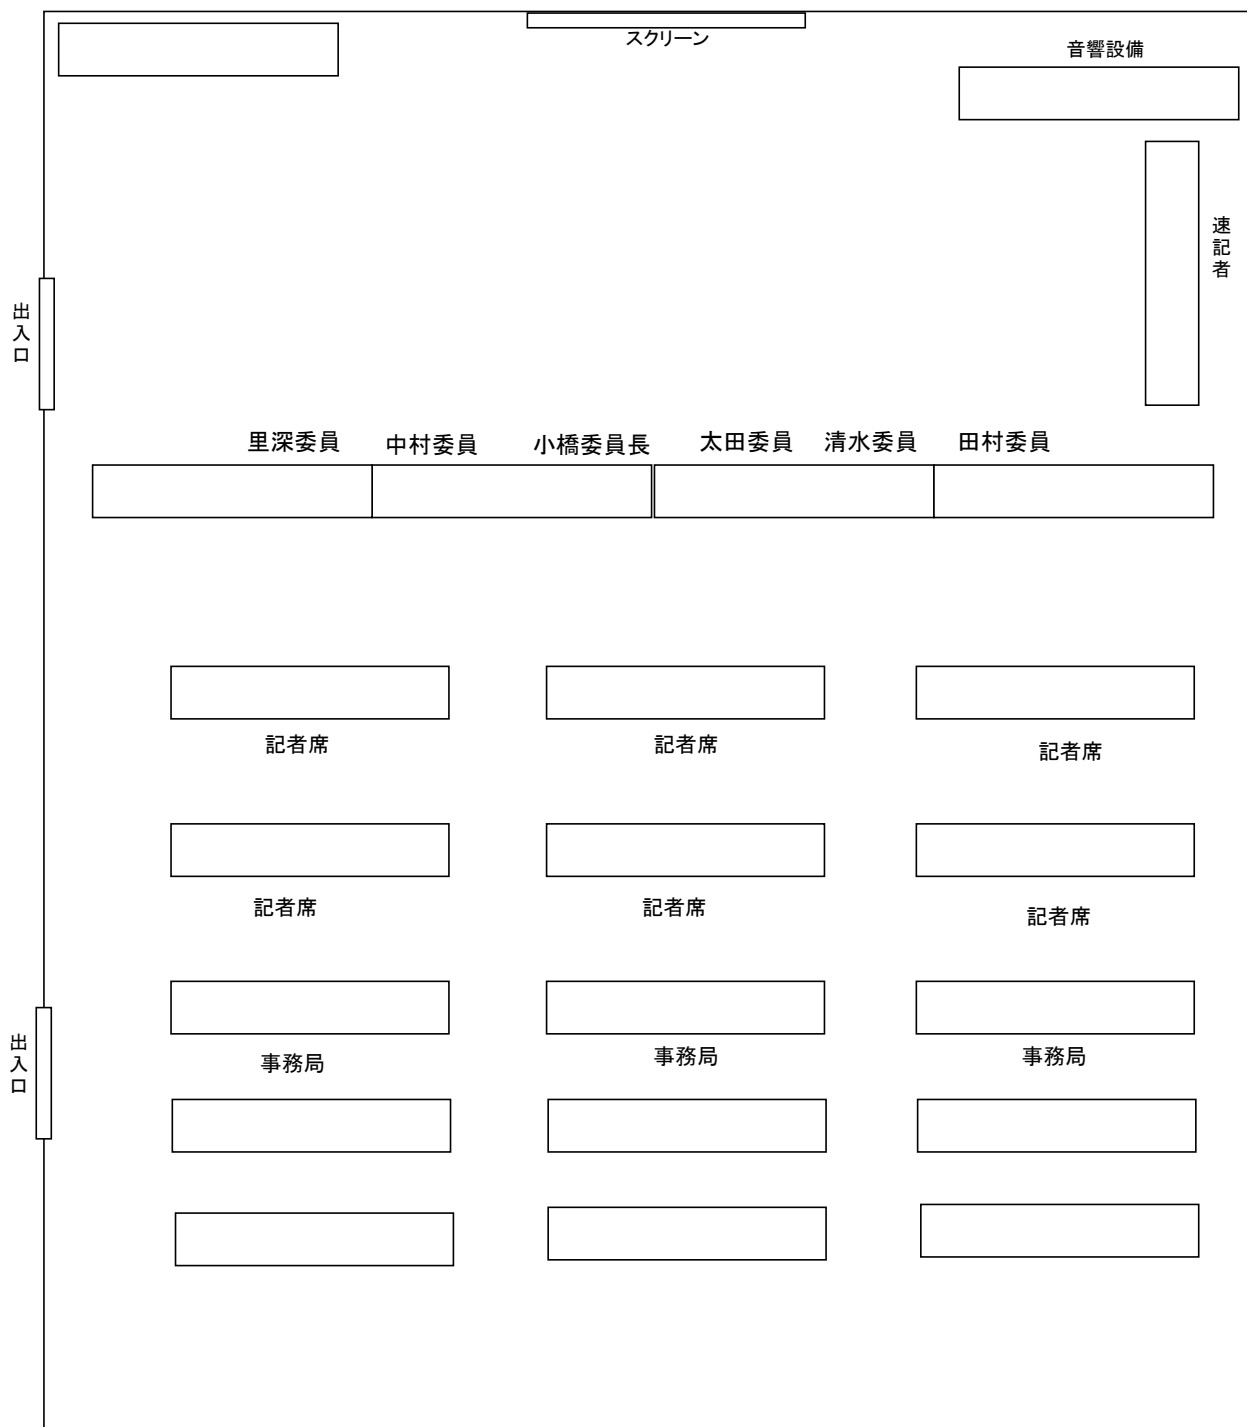 スクリーン
音響設備
速記者
出入口
里深委員 中村委員 小橋委員長 太田委員 清水委員 田村委員
記者席 記者席 記者席
記者席 記者席 記者席
出入口
事務局 事務局 事務局